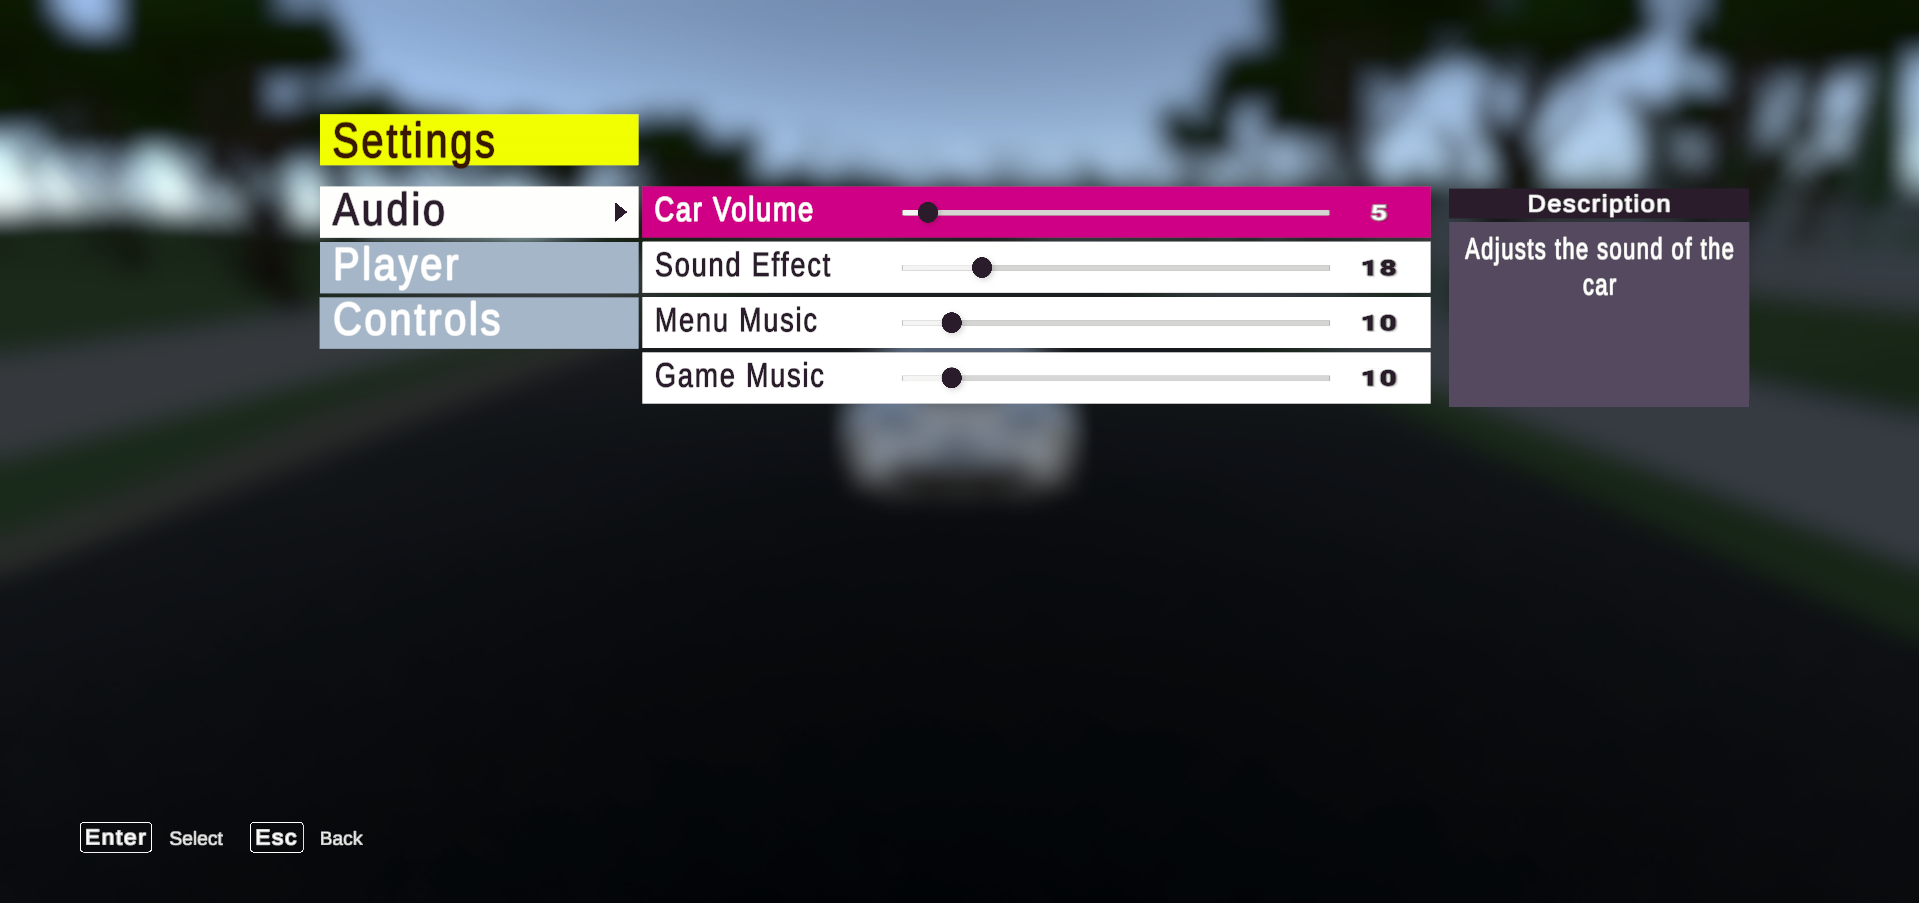 Settings
Audio
Car Volume 5
Description
Player
Sound Effect 18
Adjusts the sound of the
car
Controls
Menu Music 10
Game Music 10
Enter Select Esc Back